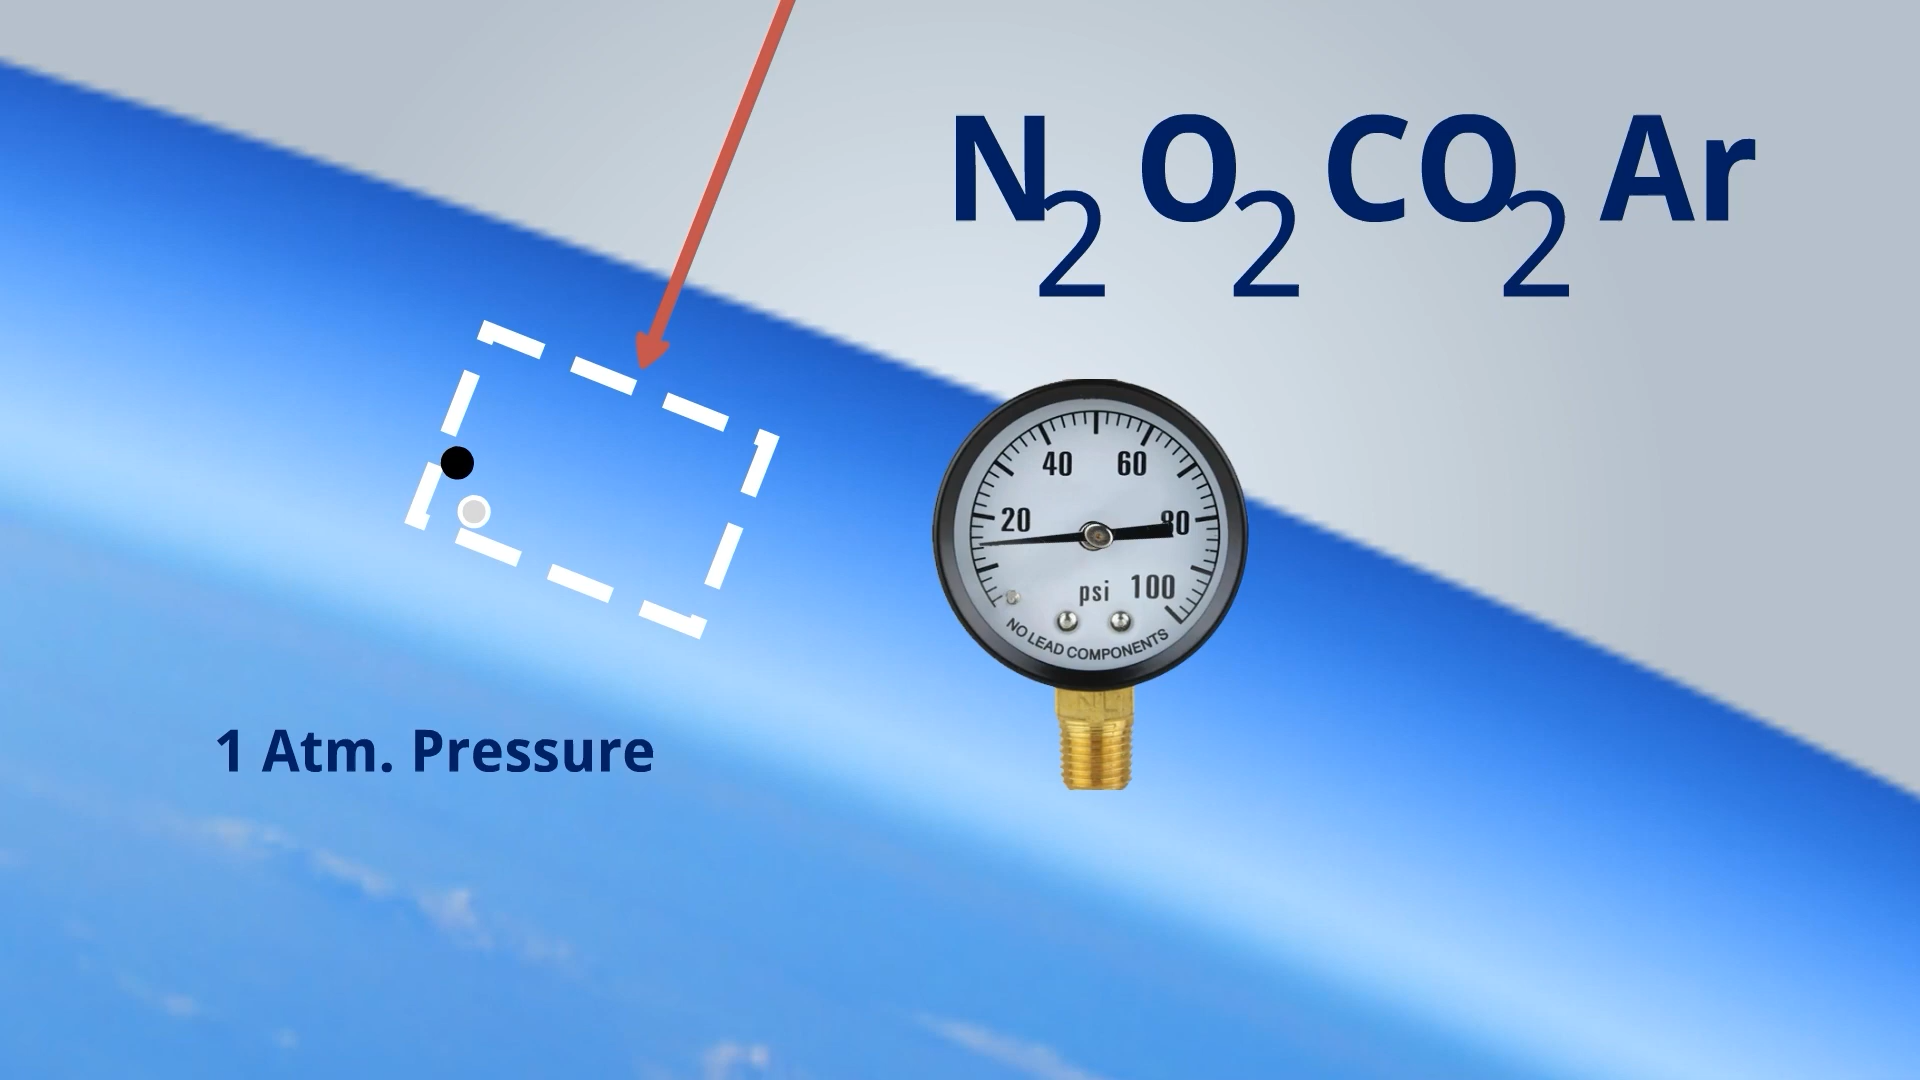 N2 O2 CO2 Ar
40 60
20 80
psi 100
NO LEAD COMPONENTS
1 Atm. Pressure